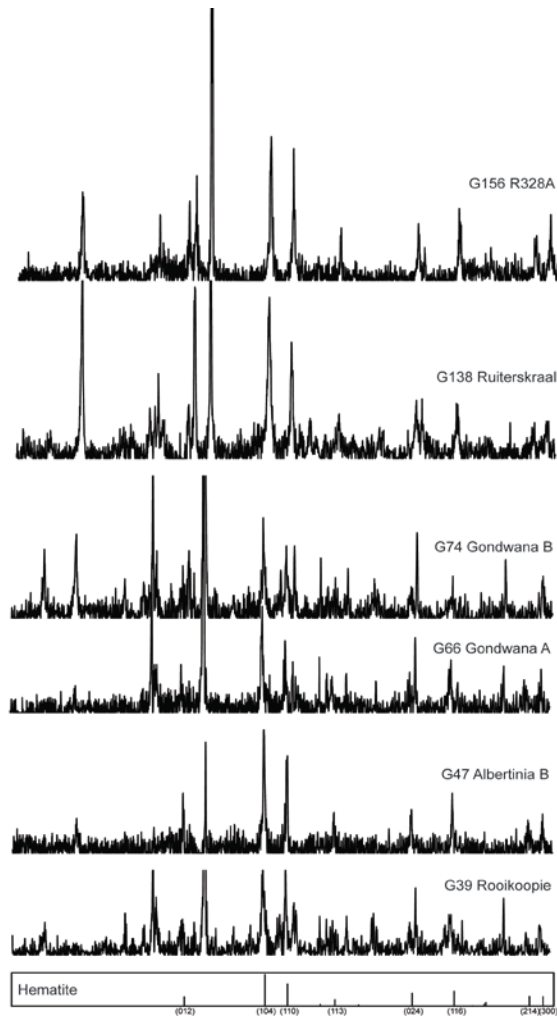 G156 R328A
G138 Ruiterskraal
G74 Gondwana B
G66 Gondwana A
G47 Albertinia B
G39 Rooikoopie
Hematite
(012) (104) (110) (113) (024) (116) (214) (300)